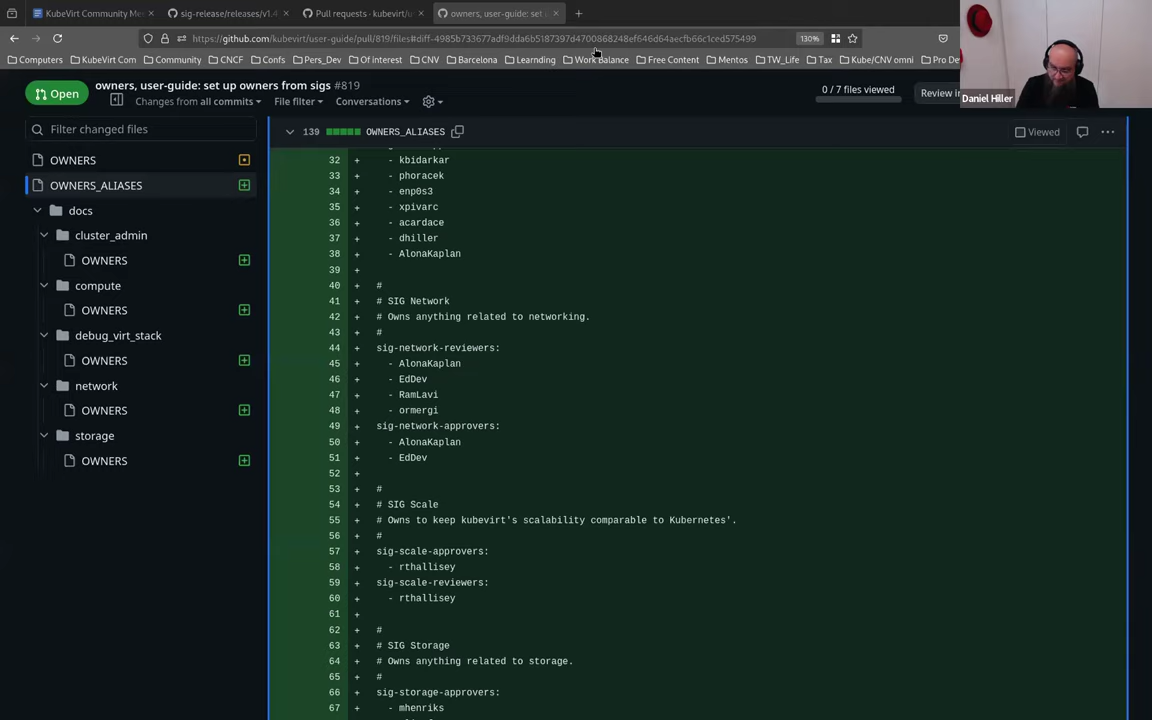 KubeVirt Community Me
sig-release/releases/v1.4
Pull requests · kubevirt/u
owners, user-guide: set
https://github.com/kubevirt/user-guide/pull/819/files#diff-4985b733677adf9dda6b5187397d4700868248ef646d64aecfb66c1ced575499
130%
Computers
KubeVirt Com
Community
CNCF
Confs
Pers_Dev
Of interest
CNV
Barcelona
Learnding
Work Balance
Free Content
Mentos
TW_Life
Tax
Kube/CNV omni
Pro De
Daniel Hiller
Open
owners, user-guide: set up owners from sigs #819
Changes from all commits
File filter
Conversations
0 / 7 files viewed
Review in
Filter changed files
OWNERS
OWNERS_ALIASES
docs
cluster_admin
OWNERS
compute
OWNERS
debug_virt_stack
OWNERS
network
OWNERS
storage
OWNERS
139 OWNERS_ALIASES
Viewed
32 + - kbidarkar
33 + - phoracek
34 + - enp0s3
35 + - xpivarc
36 + - acardace
37 + - dhiller
38 + - AlonaKaplan
39 +
40 + #
41 + # SIG Network
42 + # Owns anything related to networking.
43 + #
44 + sig-network-reviewers:
45 + - AlonaKaplan
46 + - EdDev
47 + - RamLavi
48 + - ormergi
49 + sig-network-approvers:
50 + - AlonaKaplan
51 + - EdDev
52 +
53 + #
54 + # SIG Scale
55 + # Owns to keep kubevirt's scalability comparable to Kubernetes'.
56 + #
57 + sig-scale-approvers:
58 + - rthallisey
59 + sig-scale-reviewers:
60 + - rthallisey
61 +
62 + #
63 + # SIG Storage
64 + # Owns anything related to storage.
65 + #
66 + sig-storage-approvers:
67 + - mhenriks